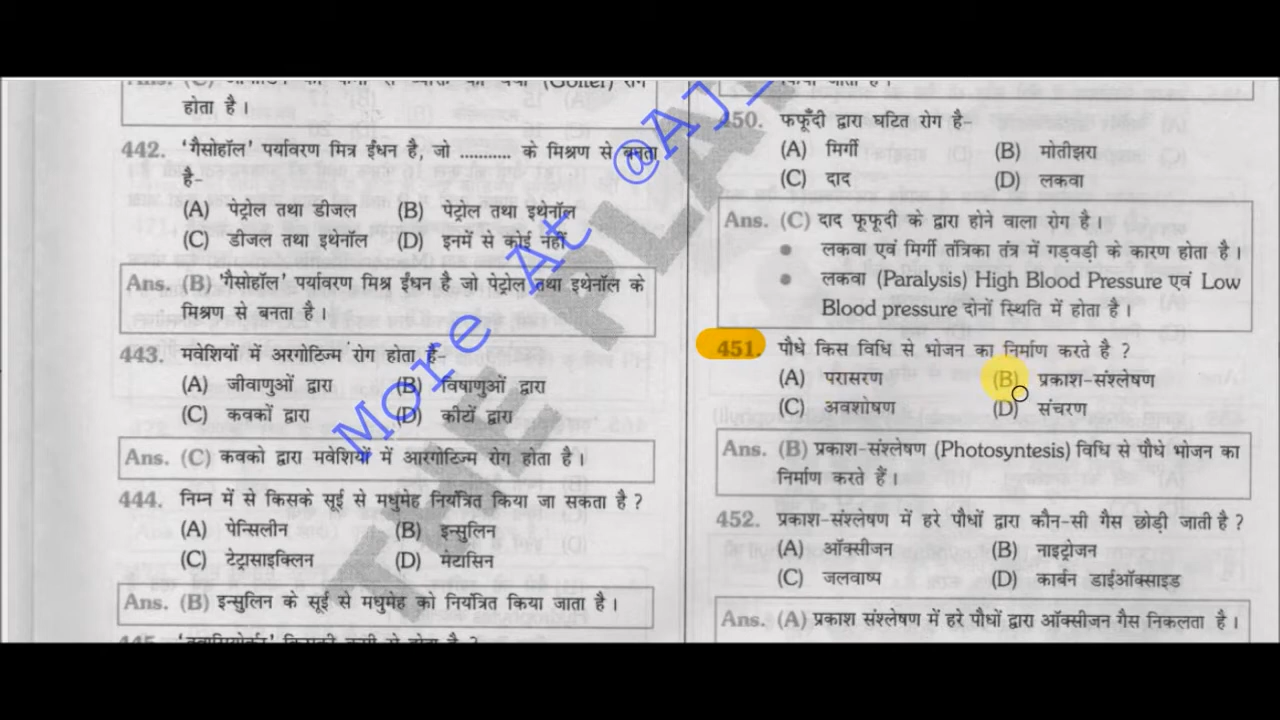 होता है।
442. 'गैसोहॉल' पर्यावरण मित्र ईंधन है, जो ........... के मिश्रण से बनता
है-
(A) पेट्रोल तथा डीजल (B) पेट्रोल तथा इथेनॉल
(C) डीजल तथा इथेनॉल (D) इनमें से कोई नहीं
Ans. (B) 'गैसोहॉल' पर्यावरण मिश्र ईंधन है जो पेट्रोल तथा इथेनॉल के
मिश्रण से बनता है।
443. मवेशियों में अरगोटिज्म रोग होता है-
(A) जीवाणुओं द्वारा (B) विषाणुओं द्वारा
(C) कवकों द्वारा (D) कीटों द्वारा
Ans. (C) कवको द्वारा मवेशियों में आरगोटिज्म रोग होता है।
444. निम्न में से किसके सूई से मधुमेह नियंत्रित किया जा सकता है ?
(A) पेन्सिलीन (B) इन्सुलिन
(C) टेट्रासाइक्लिन (D) मेटासिन
Ans. (B) इन्सुलिन के सूई से मधुमेह को नियंत्रित किया जाता है।
450. फफूँदी द्वारा घटित रोग है-
(A) मिर्गी (B) मोतीझरा
(C) दाद (D) लकवा
Ans. (C) दाद फूफूदी के द्वारा होने वाला रोग है।
• लकवा एवं मिर्गी तंत्रिका तंत्र में गड़वड़ी के कारण होता है।
• लकवा (Paralysis) High Blood Pressure एवं Low
Blood pressure दोनों स्थिति में होता है।
451. पौधे किस विधि से भोजन का निर्माण करते है ?
(A) परासरण (B) प्रकाश-संश्लेषण
(C) अवशोषण (D) संचरण
Ans. (B) प्रकाश-संश्लेषण (Photosyntesis) विधि से पौधे भोजन का
निर्माण करते हैं।
452. प्रकाश-संश्लेषण में हरे पौधों द्वारा कौन-सी गैस छोड़ी जाती है ?
(A) ऑक्सीजन (B) नाइट्रोजन
(C) जलवाष्प (D) कार्बन डाईऑक्साइड
Ans. (A) प्रकाश संश्लेषण में हरे पौधों द्वारा ऑक्सीजन गैस निकलता है।
More At @AJ_
THE PLA